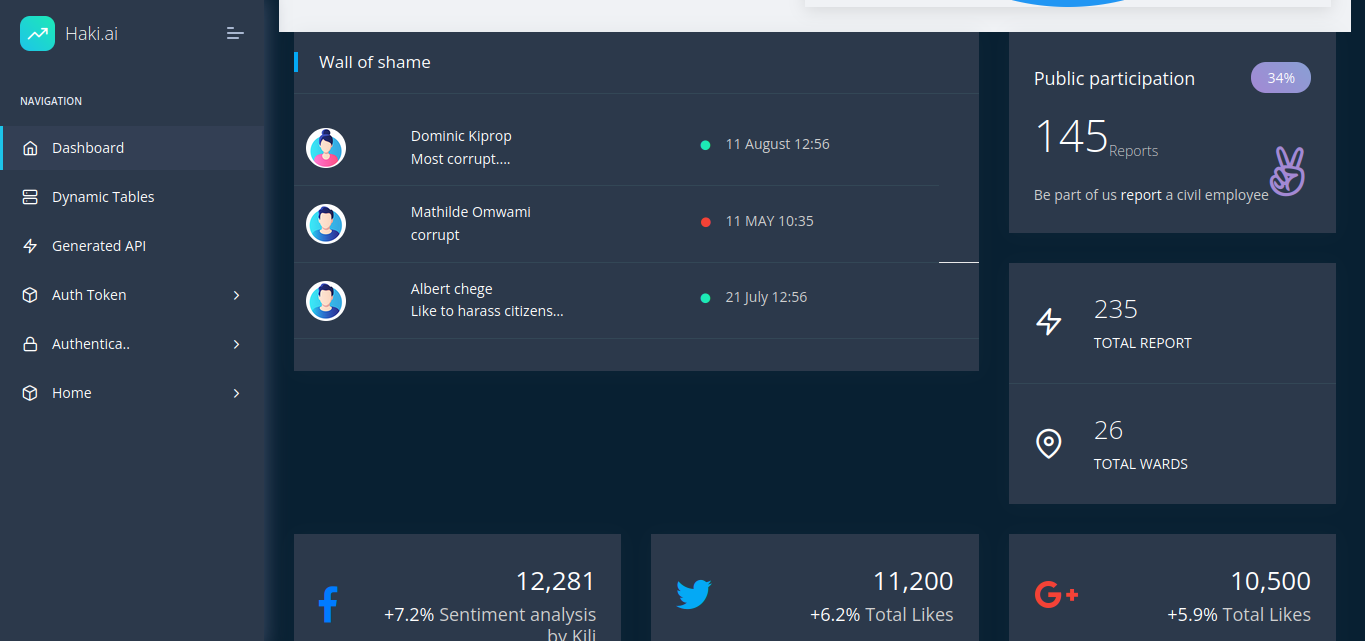 Haki.ai
NAVIGATION
Dashboard
Dynamic Tables
Generated API
Auth Token
Authentica..
Home
Wall of shame
Dominic Kiprop
Most corrupt....
11 August 12:56
Mathilde Omwami
corrupt
11 MAY 10:35
Albert chege
Like to harass citizens...
21 July 12:56
Public participation
34%
145 Reports
Be part of us report a civil employee
235
TOTAL REPORT
26
TOTAL WARDS
12,281
+7.2% Sentiment analysis
by Kili
11,200
+6.2% Total Likes
10,500
+5.9% Total Likes